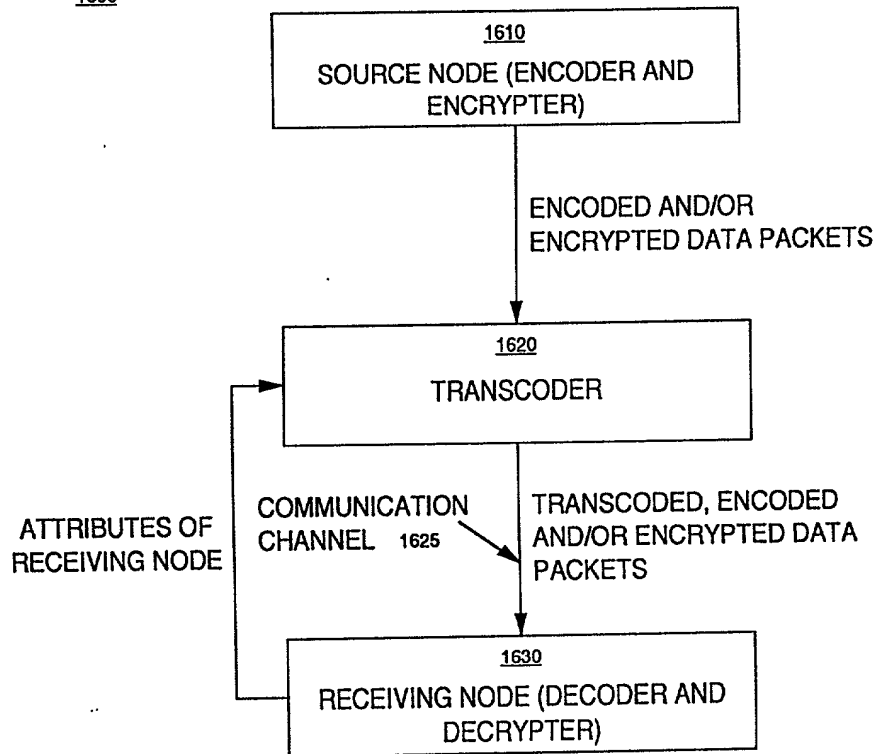 1610
SOURCE NODE (ENCODER AND
ENCRYPTER)
ENCODED AND/OR
ENCRYPTED DATA PACKETS
1620
TRANSCODER
COMMUNICATION
CHANNEL 1625
TRANSCODED, ENCODED
AND/OR ENCRYPTED DATA
PACKETS
ATTRIBUTES OF
RECEIVING NODE
1630
RECEIVING NODE (DECODER AND
DECRYPTER)